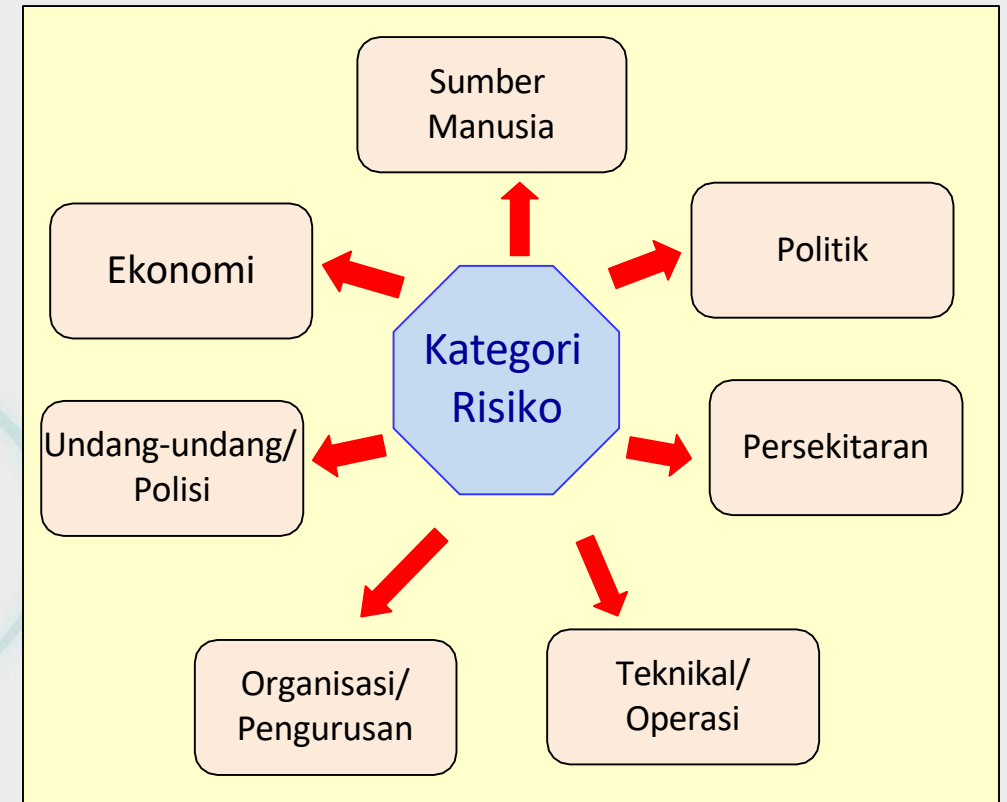 Sumber
Manusia
Ekonomi
Politik
Kategori
Risiko
Undang-undang/
Polisi
Persekitaran
Organisasi/
Pengurusan
Teknikal/
Operasi